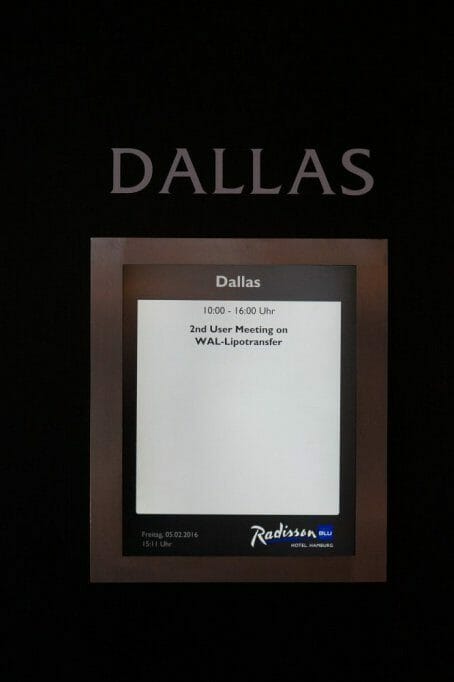 DALLAS
Dallas
10:00 - 16:00 Uhr
2nd User Meeting on
WAL-Lipotransfer
Freitag, 05.02.2016
15:11 Uhr
Radisson BLU
HOTEL HAMBURG